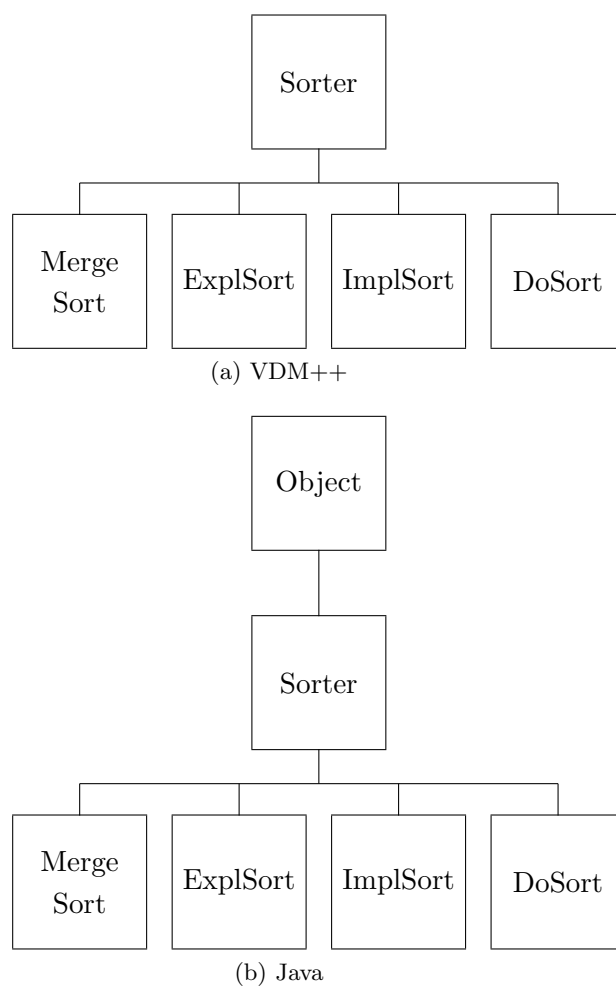 Sorter
Merge
Sort
ExplSort
ImplSort
DoSort
(a) VDM++
Object
Sorter
Merge
Sort
ExplSort
ImplSort
DoSort
(b) Java